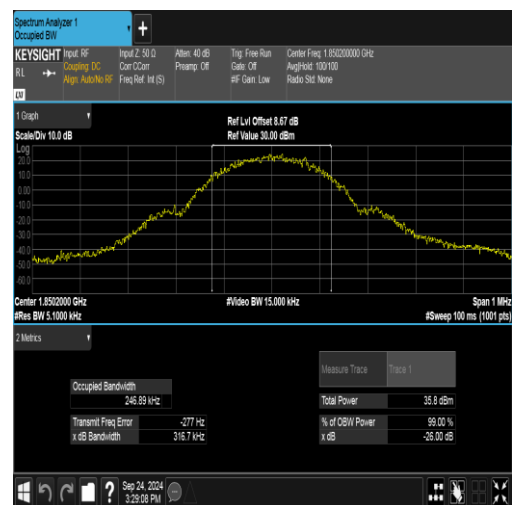 Spectrum Analyzer 1
Occupied BW
+
KEYSIGHT Input: RF Input Z: 50 Ω Atten: 40 dB Trig: Free Run Center Freq: 1.850200000 GHz
RL Coupling: DC Corr CCorr Preamp: Off Gate: Off Avg|Hold: 100/100
Align: Auto/No RF Freq Ref: Int (S) #IF Gain: Low Radio Std: None
LXI
1 Graph
Ref Lvl Offset 8.67 dB
Scale/Div 10.0 dB Ref Value 30.00 dBm
Log
20.0
10.0
0.00
-10.0
-20.0
-30.0
-40.0
-50.0
-60.0
Center 1.8502000 GHz #Video BW 15.000 kHz Span 1 MHz
#Res BW 5.1000 kHz #Sweep 100 ms (1001 pts)
2 Metrics
Measure Trace Trace 1
Occupied Bandwidth
246.89 kHz Total Power 35.8 dBm
Transmit Freq Error -277 Hz % of OBW Power 99.00 %
x dB Bandwidth 316.7 kHz x dB -26.00 dB
? Sep 24, 2024
3:29:08 PM